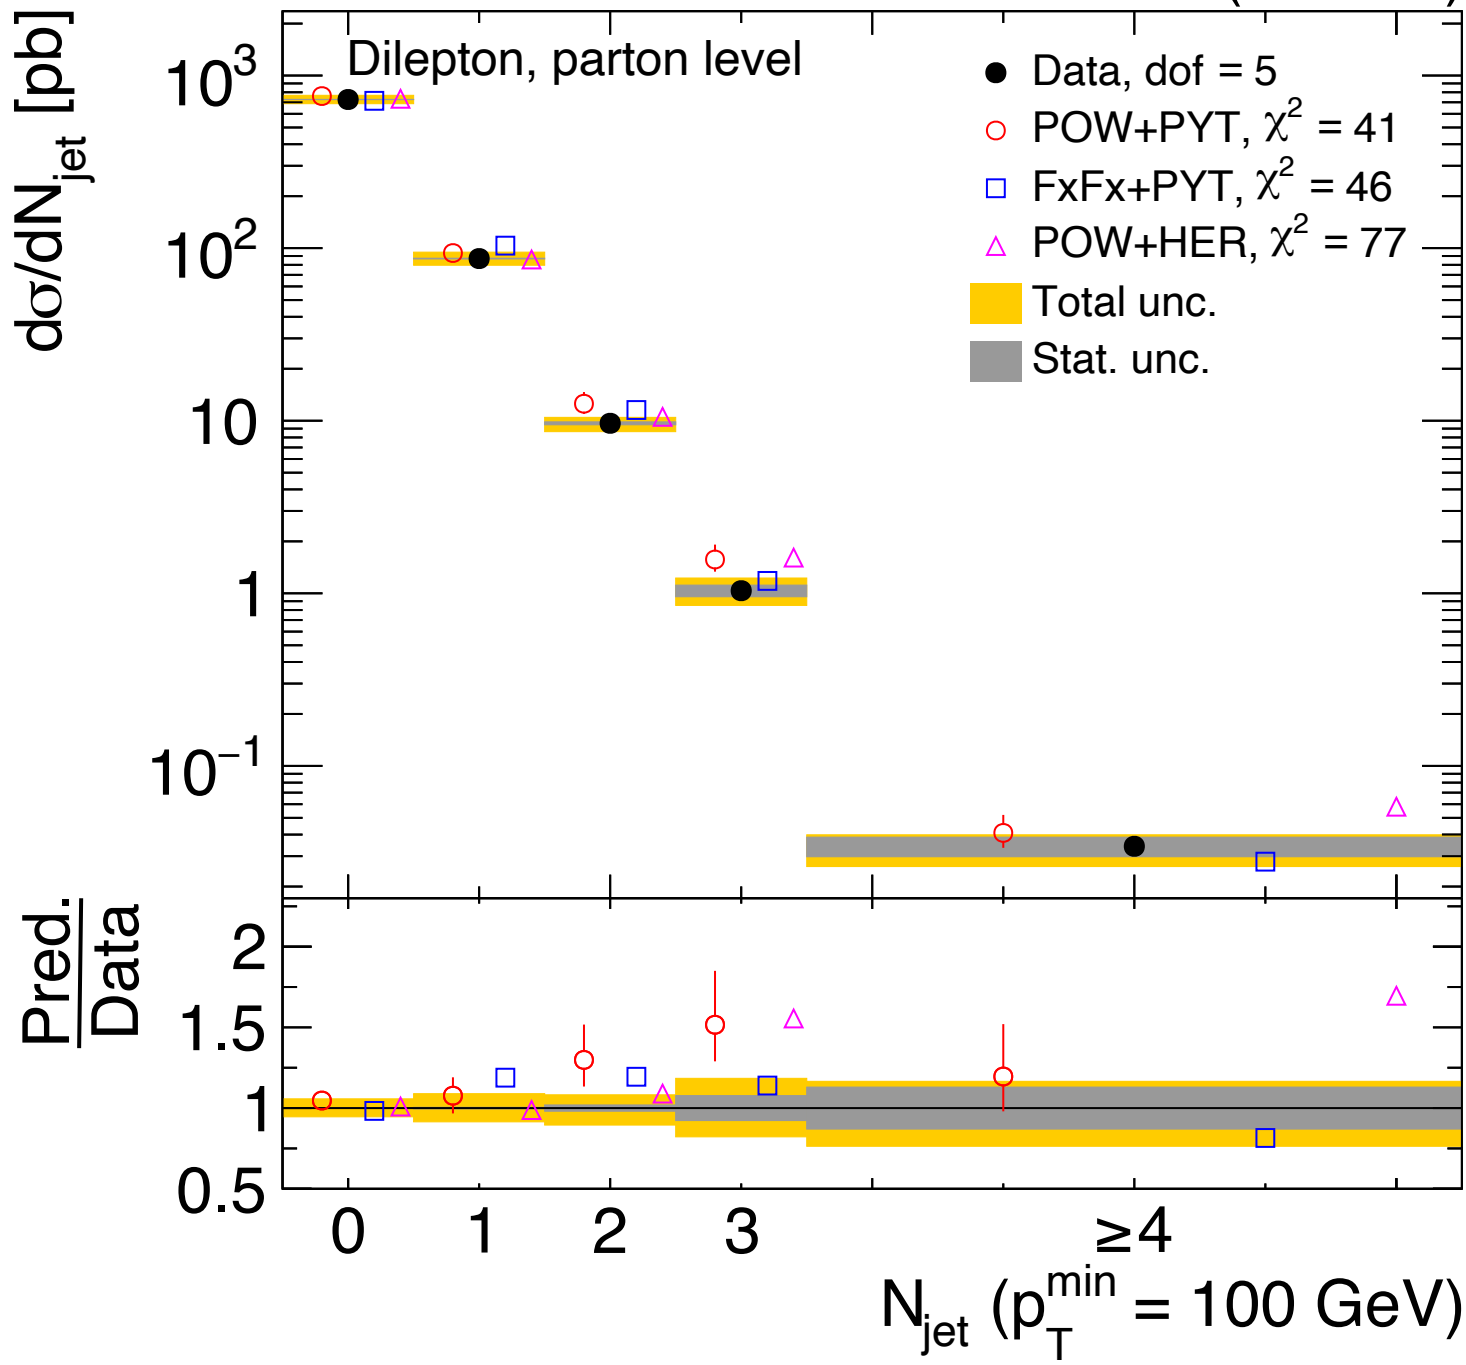 dσ/dN_jet [pb]
Dilepton, parton level
Data, dof = 5
POW+PYT, χ² = 41
FxFx+PYT, χ² = 46
POW+HER, χ² = 77
Total unc.
Stat. unc.
10³
10²
10
1
10⁻¹
Pred.
Data
2
1.5
1
0.5
0 1 2 3 ≥4
N_jet (p_T^min = 100 GeV)